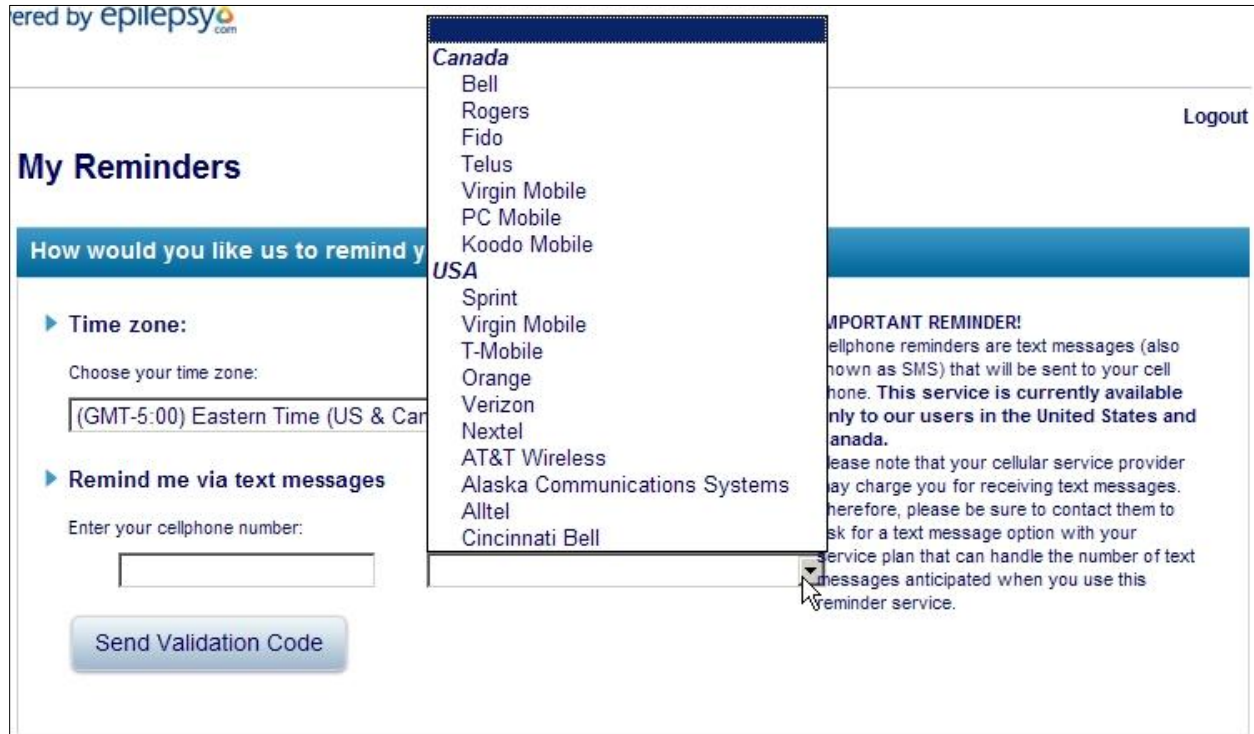 ered by epilepsy.com
Logout
My Reminders
How would you like us to remind y
Time zone:
Choose your time zone:
(GMT-5:00) Eastern Time (US & Can
Remind me via text messages
Enter your cellphone number:
Send Validation Code
Canada
Bell
Rogers
Fido
Telus
Virgin Mobile
PC Mobile
Koodo Mobile
USA
Sprint
Virgin Mobile
T-Mobile
Orange
Verizon
Nextel
AT&T Wireless
Alaska Communications Systems
Alltel
Cincinnati Bell
MPORTANT REMINDER!
ellphone reminders are text messages (also
nown as SMS) that will be sent to your cell
hone. This service is currently available
nly to our users in the United States and
anada.
lease note that your cellular service provider
ay charge you for receiving text messages.
herefore, please be sure to contact them to
sk for a text message option with your
service plan that can handle the number of text
messages anticipated when you use this
reminder service.